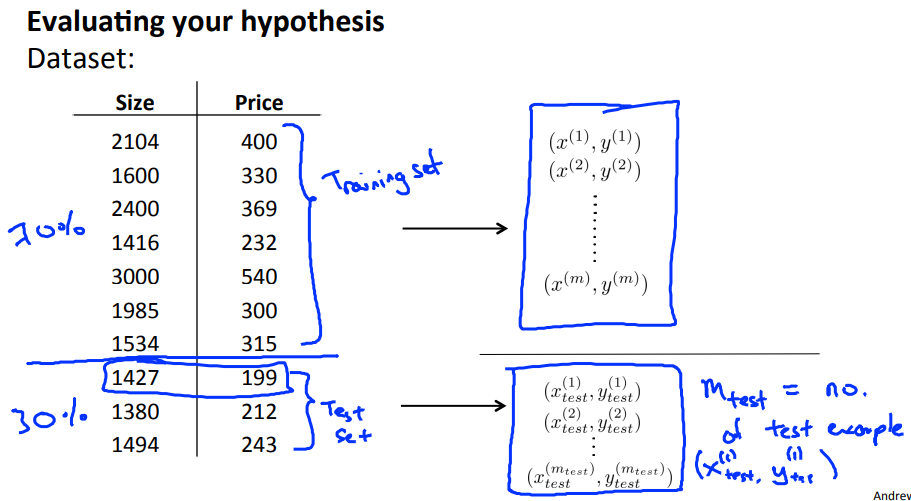 Evaluating your hypothesis
Dataset:
Size Price
2104 400
1600 330
2400 369
1416 232
3000 540
1985 300
1534 315
1427 199
1380 212
1494 243
70%
30%
Training set
Test
set
(x^{(1)}, y^{(1)})
(x^{(2)}, y^{(2)})
⋮
(x^{(m)}, y^{(m)})
(x_{test}^{(1)}, y_{test}^{(1)})
(x_{test}^{(2)}, y_{test}^{(2)})
⋮
(x_{test}^{(m_{test})}, y_{test}^{(m_{test})})
m_{test} = no.
of test example
(x_{test}^{(1)}, y_{test}^{(1)})
Andrew